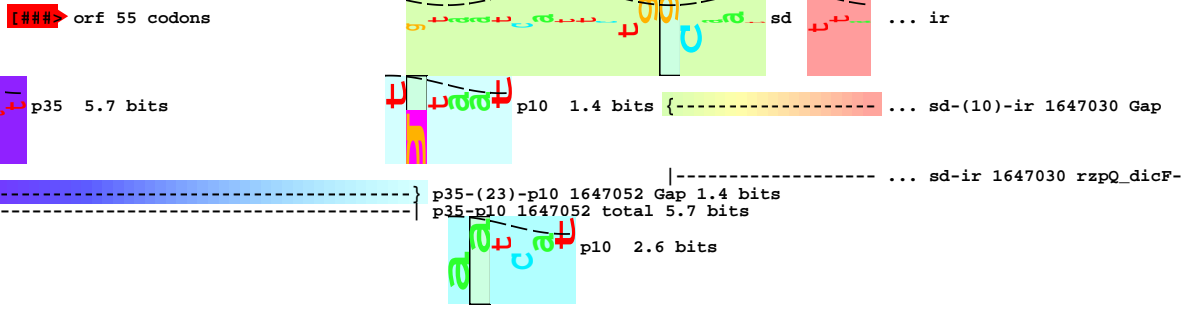 [###> orf 55 codons
g t a a t c a t t c t g g c a a sd t t ... ir
t p35 5.7 bits t g t a a t p10 1.4 bits {------------------- ... sd-(10)-ir 1647030 Gap
|------------------- ... sd-ir 1647030 rzpQ_dicF-
---------------------------------------} p35-(23)-p10 1647052 Gap 1.4 bits
---------------------------------------| p35-p10 1647052 total 5.7 bits
a a t c a t p10 2.6 bits